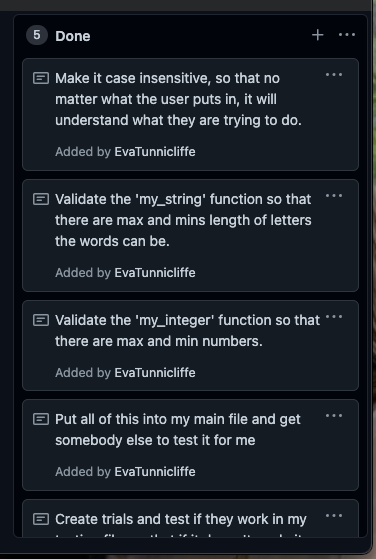 5 Done
Make it case insensitive, so that no
matter what the user puts in, it will
understand what they are trying to do.
Added by EvaTunnicliffe
Validate the 'my_string' function so that
there are max and mins length of letters
the words can be.
Added by EvaTunnicliffe
Validate the 'my_integer' function so that
there are max and min numbers.
Added by EvaTunnicliffe
Put all of this into my main file and get
somebody else to test it for me
Added by EvaTunnicliffe
Create trials and test if they work in my